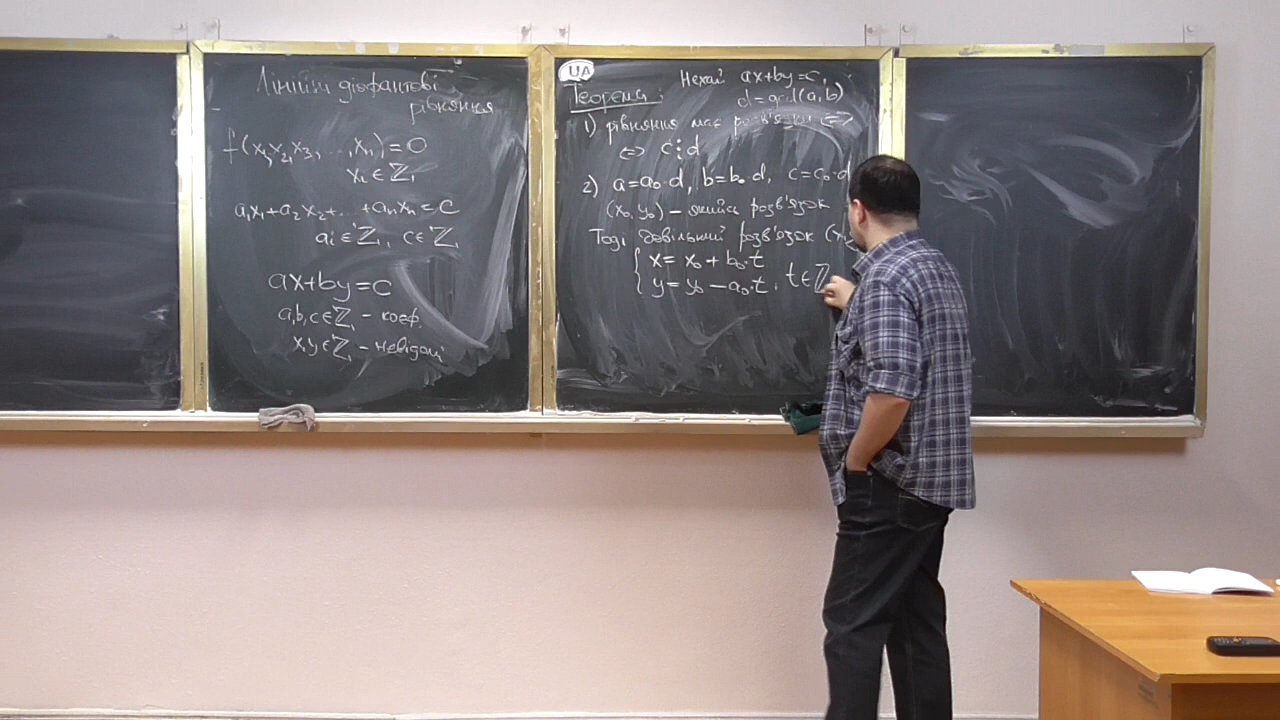 Лінійні діофантові
рівняння
f(x₁,x₂,x₃,...,xₙ)=0
xᵢ ∈ ℤ
a₁x₁+a₂x₂+...+aₙxₙ=c
aᵢ ∈ ℤ, c ∈ ℤ
ax+by=c
a,b,c ∈ ℤ - коеф.
x,y ∈ ℤ - невідомі
UA
Теорема: Нехай ax+by=c,
d=gcd(a,b)
1) рівняння має розв'язки ⟺
⟺ c⋮d
2) a=a₀·d, b=b₀·d, c=c₀·d
(x₀,y₀) - якийсь розв'язок
Тоді довільний розв'язок (x,
{ x = x₀ + b₀·t
y = y₀ - a₀·t, t ∈ ℤ